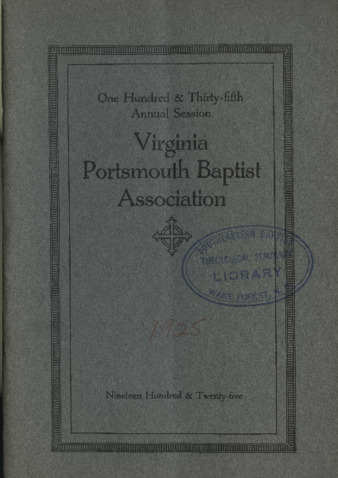 One Hundred & Thirty-fifth
Annual Session
Virginia
Portsmouth Baptist
Association
SOUTHEASTERN BAPTIST
THEOLOGICAL SEMINARY
LIBRARY
WAKE FOREST, N. C.
1925
Nineteen Hundred & Twenty-five